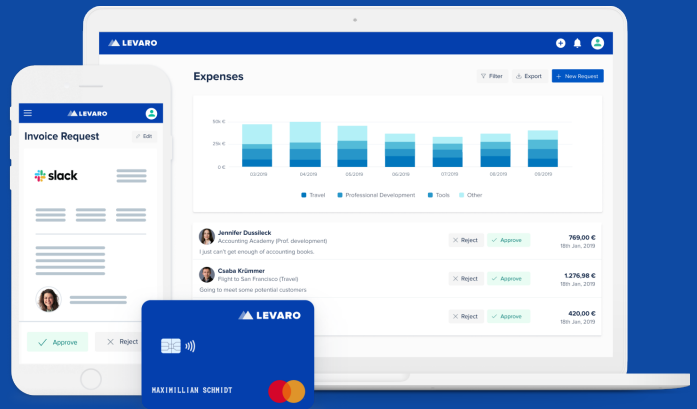 LEVARO
Expenses
Filter
Export
+ New Request
50k €
25k €
0 €
03/2019 04/2019 05/2019 06/2019 07/2019 08/2019 09/2019
Travel Professional Development Tools Other
Jennifer Dussileck
Accounting Academy (Prof. development)
I just can't get enough of accounting books.
Reject
Approve
769,00 €
18th Jan, 2019
Csaba Krümmer
Flight to San Francisco (Travel)
Going to meet some potential customers
Reject
Approve
1.276,98 €
18th Jan, 2019
Reject
Approve
420,00 €
18th Jan, 2019
LEVARO
Invoice Request
Edit
slack
Approve
Reject
LEVARO
MAXIMILLIAN SCHMIDT